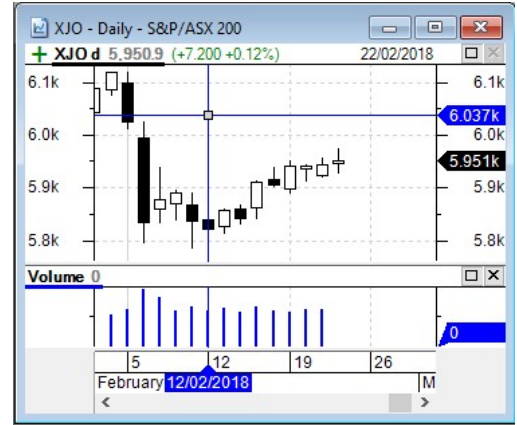 XJO - Daily - S&P/ASX 200
XJO d 5,950.9 (+7.200 +0.12%) 22/02/2018
6.1k 6.1k
6.037k
6.0k 6.0k
5.951k
5.9k 5.9k
5.8k 5.8k
Volume 0
0
5 12 19 26
February 12/02/2018 M